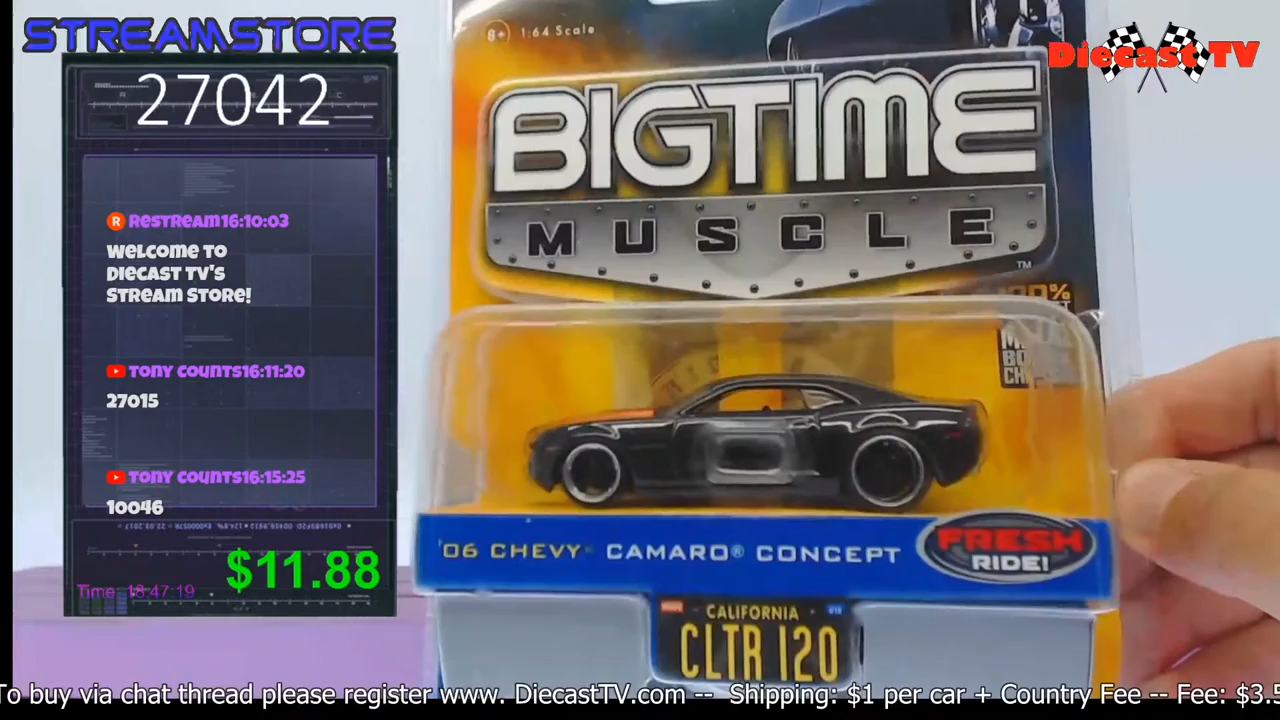 STREAMSTORE
27042
Restream16:10:03
Welcome to
Diecast TV's
Stream Store!
Tony Counts16:11:20
27015
Tony Counts16:15:25
10046
$11.88
Time: 18:47:19
8+ 1:64 Scale
Diecast TV
BIGTIME
MUSCLE
TM
100%
'06 CHEVY CAMARO® CONCEPT
FRESH
RIDE!
CALIFORNIA
CLTR 120
To buy via chat thread please register www. DiecastTV.com -- Shipping: $1 per car + Country Fee -- Fee: $3.5